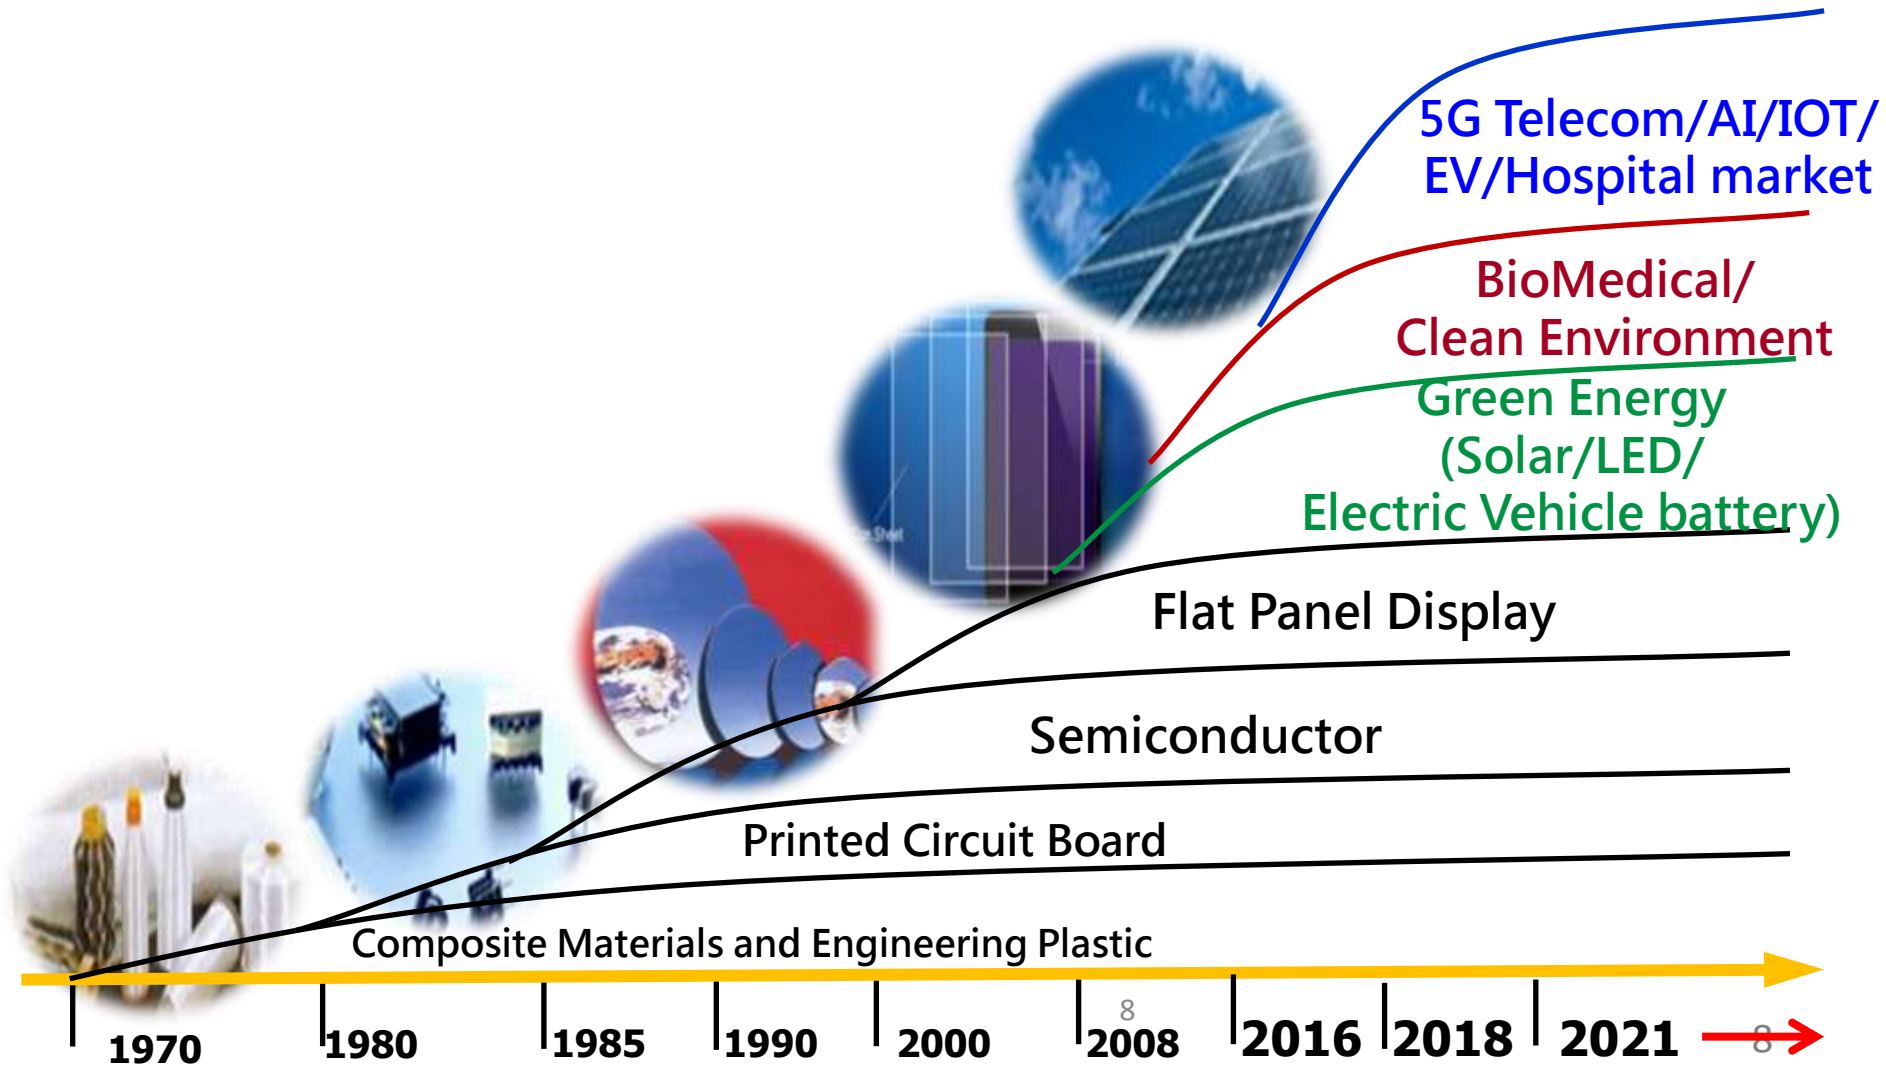 5G Telecom/AI/IOT/
EV/Hospital market
BioMedical/
Clean Environment
Green Energy
(Solar/LED/
Electric Vehicle battery)
Flat Panel Display
Semiconductor
Printed Circuit Board
Composite Materials and Engineering Plastic
1970 1980 1985 1990 2000 2008 2016 2018 2021
8
8